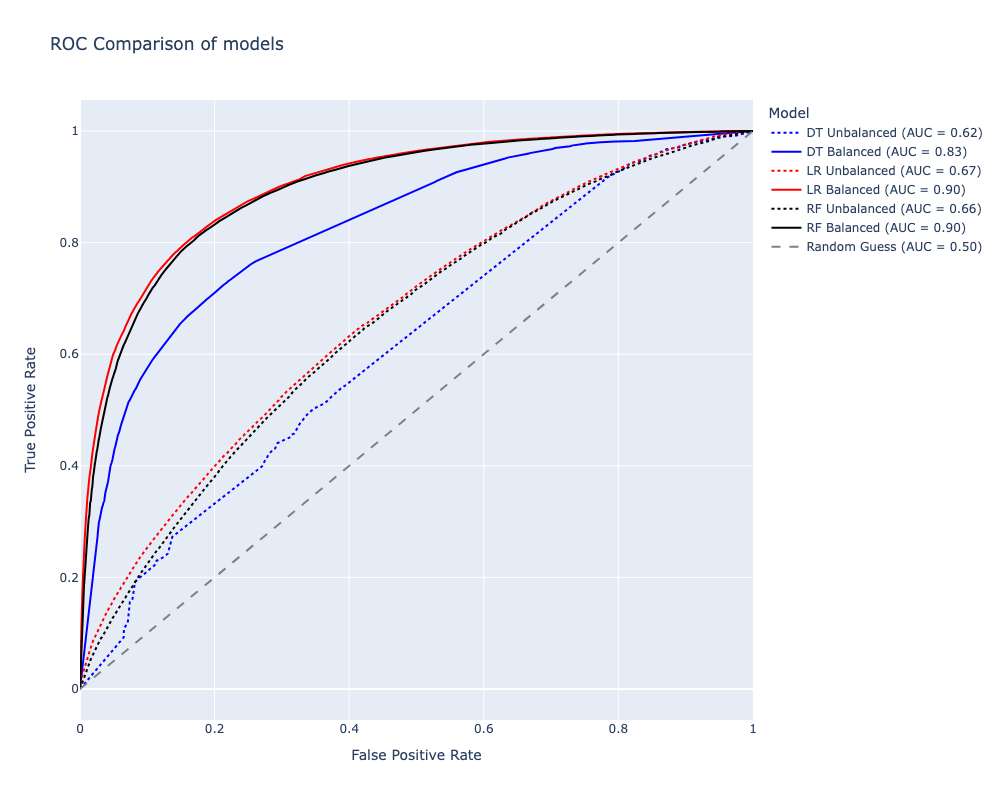 ROC Comparison of models
Model
DT Unbalanced (AUC = 0.62)
DT Balanced (AUC = 0.83)
LR Unbalanced (AUC = 0.67)
LR Balanced (AUC = 0.90)
RF Unbalanced (AUC = 0.66)
RF Balanced (AUC = 0.90)
Random Guess (AUC = 0.50)
True Positive Rate
1
0.8
0.6
0.4
0.2
0
0 0.2 0.4 0.6 0.8 1
False Positive Rate